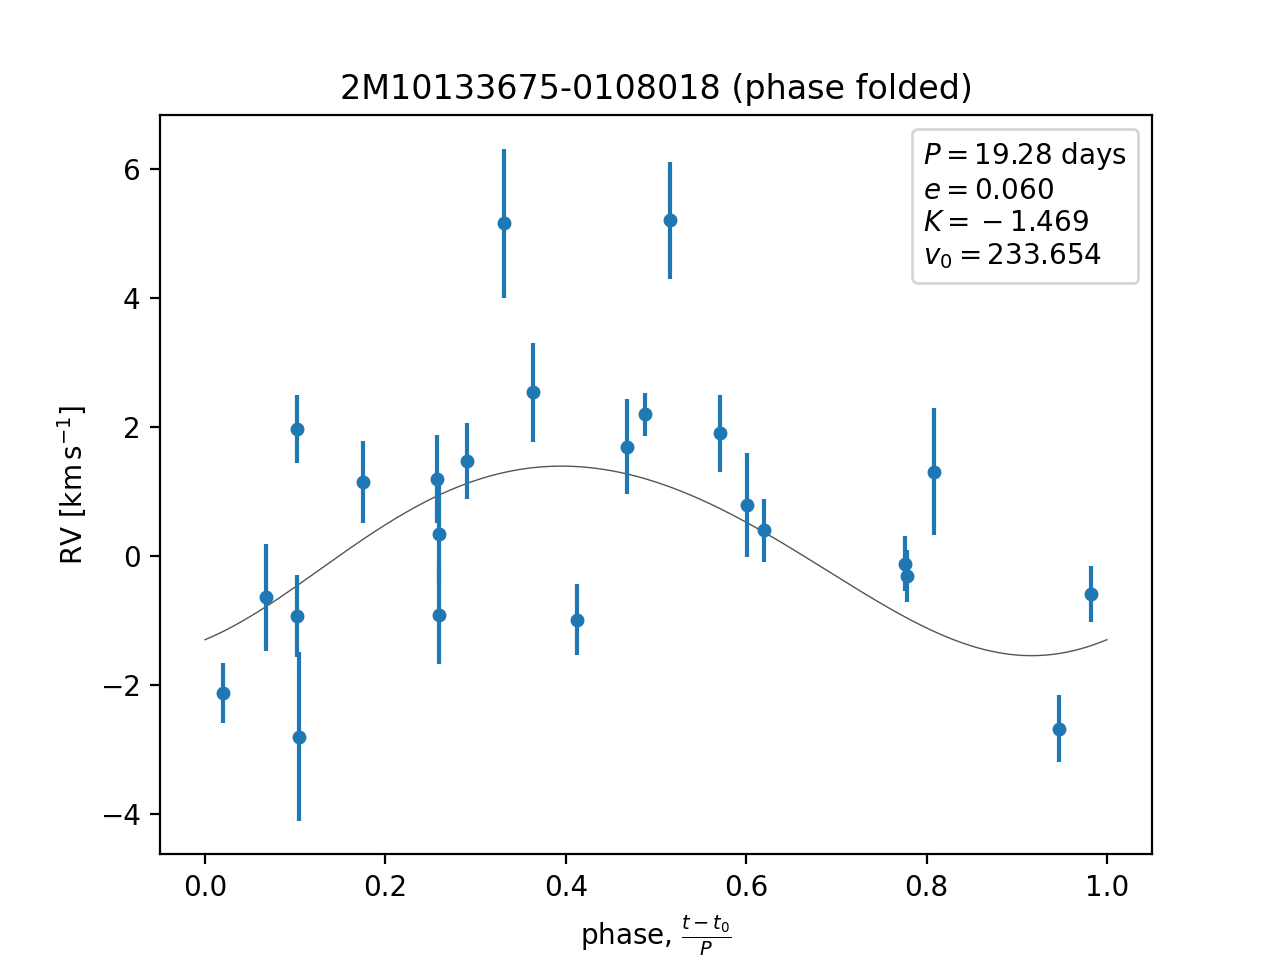 2M10133675-0108018 (phase folded)
P = 19.28 days
e = 0.060
K = −1.469
v₀ = 233.654
RV [km s⁻¹]
6
4
2
0
−2
−4
0.0 0.2 0.4 0.6 0.8 1.0
phase, (t − t₀)/P